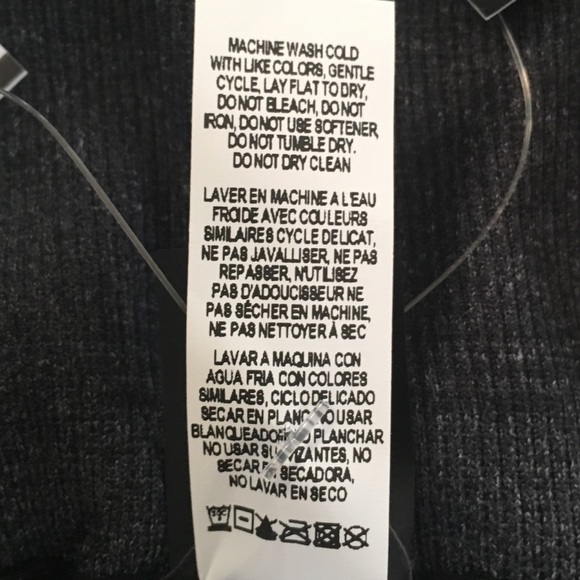 MACHINE WASH COLD
WITH LIKE COLORS, GENTLE
CYCLE, LAY FLAT TO DRY,
DO NOT BLEACH, DO NOT
IRON, DO NOT USE SOFTENER,
DO NOT TUMBLE DRY.
DO NOT DRY CLEAN
LAVER EN MACHINE A L'EAU
FROIDE AVEC COULEURS
SIMILAIRES CYCLE DELICAT,
NE PAS JAVALLISER, NE PAS
REPASSER, N'UTILISEZ
PAS D'ADOUCISSEUR NE
PAS SÉCHER EN MACHINE,
NE PAS NETTOYER À SEC
LAVAR A MAQUINA CON
AGUA FRIA CON COLORES
SIMILARES, CICLO DELICADO
SECAR EN USAR
PLANCHAR
NO USAR NO
SECAR SECADORA,
NO LAVAR EN SECO